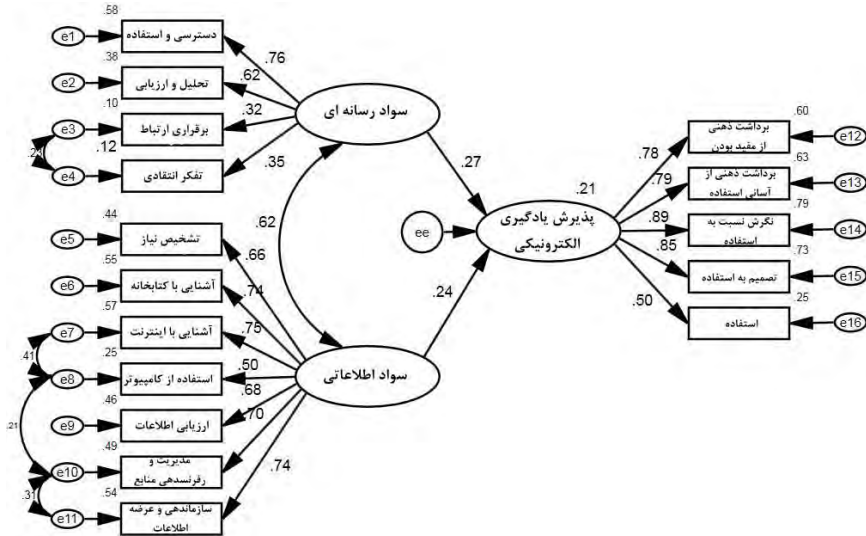 .58
e1
دسترسی و استفاده
.76
.38
e2
تحلیل و ارزیابی
.62
.10
e3
برقراری ارتباط
.32
.12
e4
تفکر انتقادی
.35
سواد رسانه ای
.27
.62
.44
e5
تشخیص نیاز
.66
.55
e6
آشنایی با کتابخانه
.74
.57
e7
آشنایی با اینترنت
.75
.41
.25
e8
استفاده از کامپیوتر
.50
.46
e9
ارزیابی اطلاعات
.68
.21
.49
e10
مدیریت و
رفرنسدهی منابع
.70
.31
.54
e11
سازماندهی و عرضه
اطلاعات
.74
سواد اطلاعاتی
.24
ee
.21
پذیرش یادگیری
الکترونیکی
.60
برداشت ذهنی
از مفید بودن
e12
.78
.63
برداشت ذهنی از
آسانی استفاده
e13
.79
.79
نگرش نسبت به
استفاده
e14
.89
.73
تصمیم به استفاده
e15
.85
.25
استفاده
e16
.50